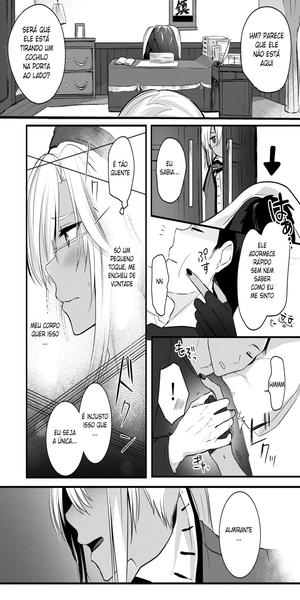 HM? PARECE
QUE ELE
NÃO ESTÁ
AQUI
SERÁ QUE
ELE ESTÁ
TIRANDO UM
COCHILO
NA PORTA
AO LADO?
EU
SABIA...
ELE
ADORMECE
RÁPIDO
SEM NEM
SABER
COMO EU
ME SINTO
NN
É TÃO
QUENTE
SÓ UM
PEQUENO
TOQUE, ME
ENCHEU DE
VONTADE
MEU CORPO
QUER ISSO
...
HMMM
!
É INJUSTO
ISSO QUE ...
EU SEJA
A ÚNICA...
ALMIRANTE
...